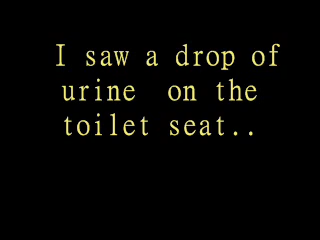 I saw a drop of
urine on the
toilet seat..